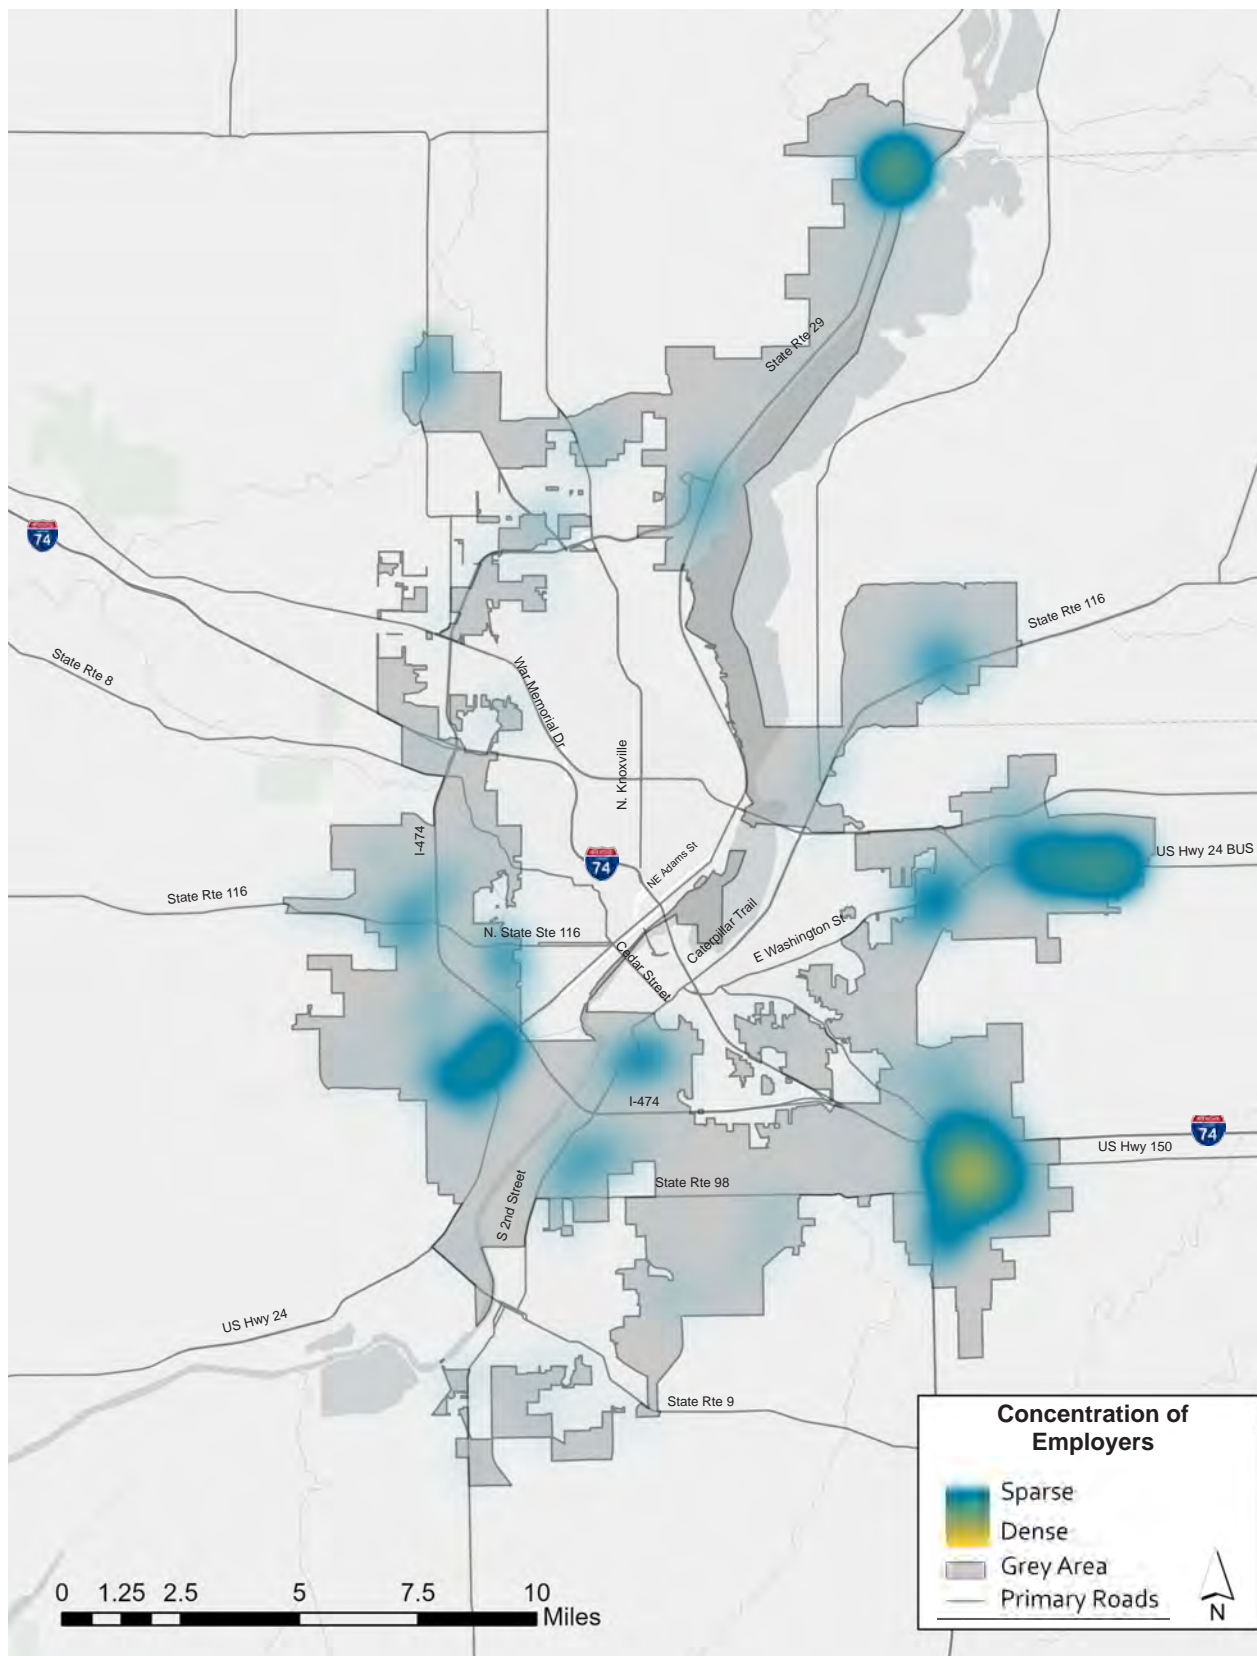 State Rte 29
74
State Rte 116
State Rte 8
War Memorial Dr
N. Knoxville
I-474
74
NE Adams St
US Hwy 24 BUS
State Rte 116
N. State Ste 116
Cedar Street
Caterpillar Trail
E Washington St
I-474
74
US Hwy 150
State Rte 98
S 2nd Street
US Hwy 24
State Rte 9
Concentration of
Employers
Sparse
Dense
Grey Area
Primary Roads
N
0 1.25 2.5 5 7.5 10
Miles